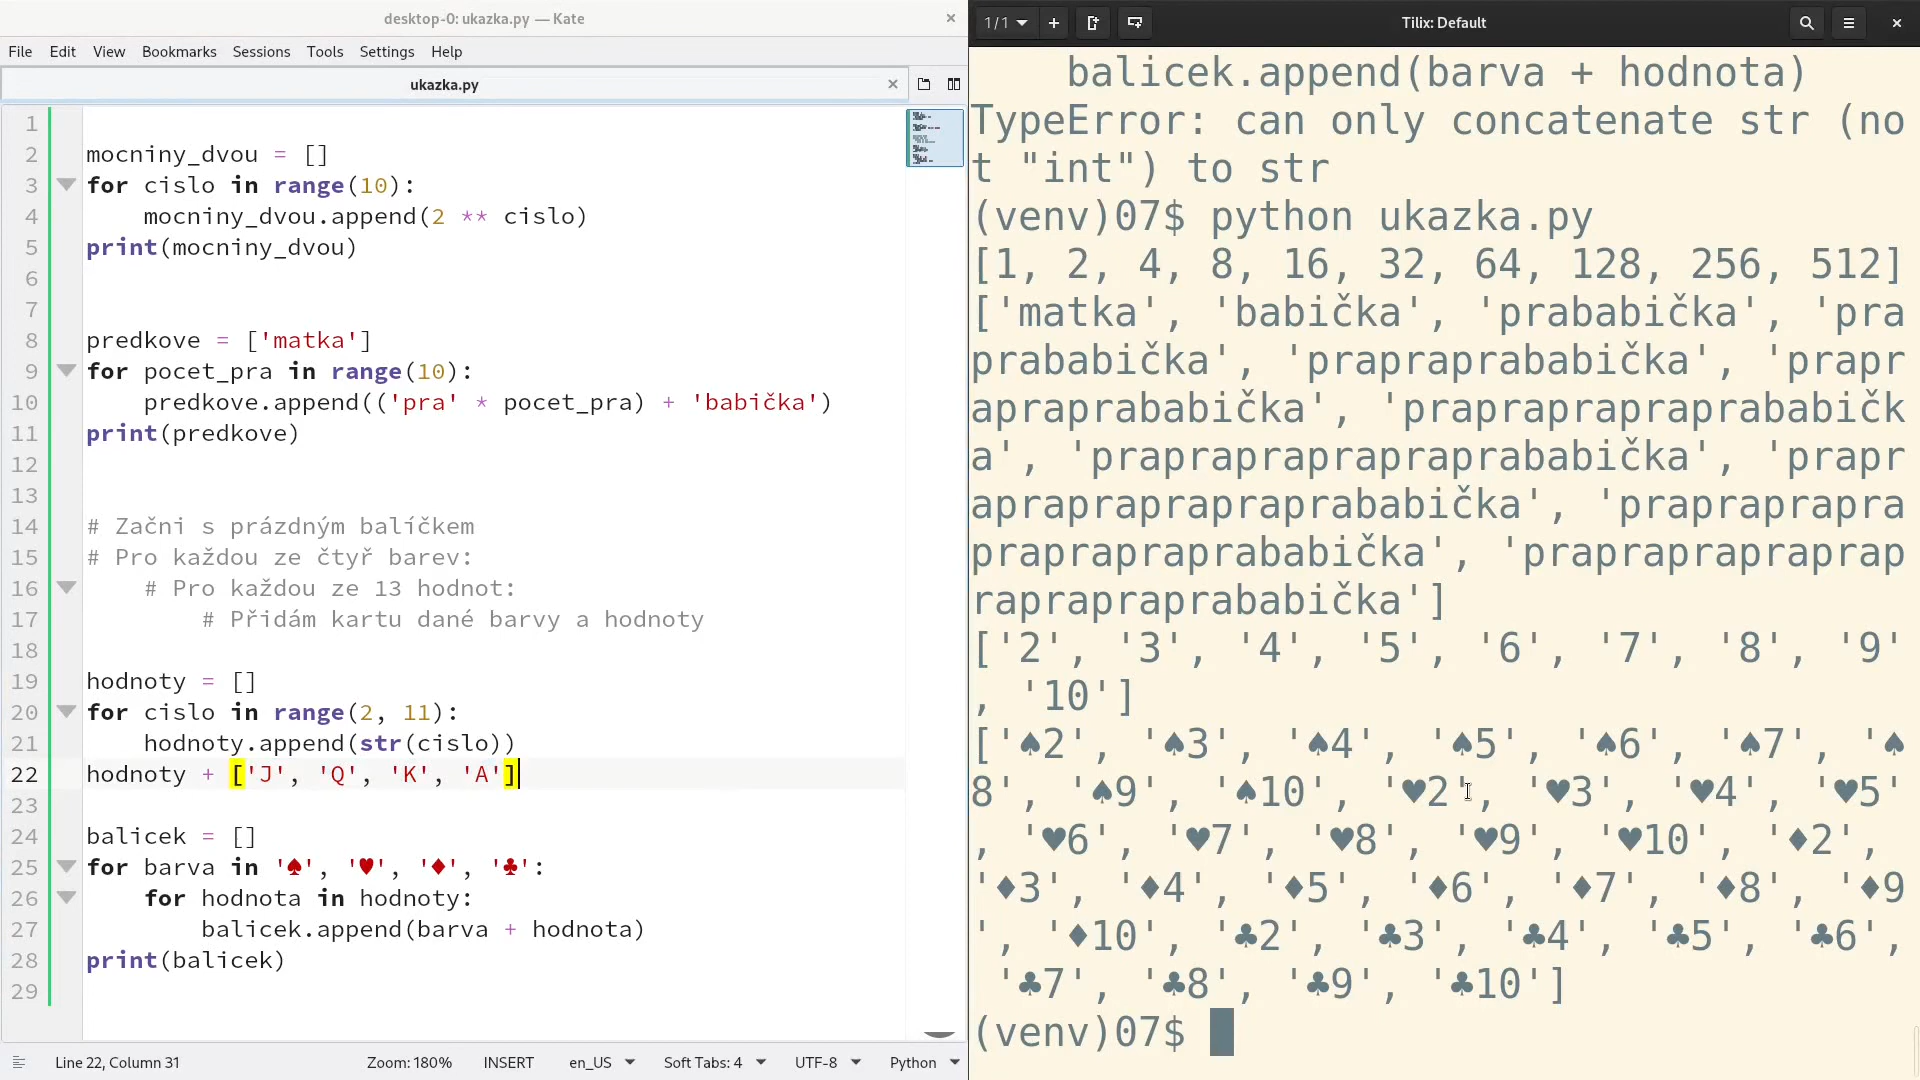 desktop-0: ukazka.py — Kate
File Edit View Bookmarks Sessions Tools Settings Help
ukazka.py
1
2 mocniny_dvou = []
3 for cislo in range(10):
4     mocniny_dvou.append(2 ** cislo)
5 print(mocniny_dvou)
6
7
8 predkove = ['matka']
9 for pocet_pra in range(10):
10     predkove.append(('pra' * pocet_pra) + 'babička')
11 print(predkove)
12
13
14 # Začni s prázdným balíčkem
15 # Pro každou ze čtyř barev:
16     # Pro každou ze 13 hodnot:
17         # Přidám kartu dané barvy a hodnoty
18
19 hodnoty = []
20 for cislo in range(2, 11):
21     hodnoty.append(str(cislo))
22 hodnoty + ['J', 'Q', 'K', 'A']
23
24 balicek = []
25 for barva in '♠', '♥', '♦', '♣':
26     for hodnota in hodnoty:
27         balicek.append(barva + hodnota)
28 print(balicek)
29
Line 22, Column 31 Zoom: 180% INSERT en_US Soft Tabs: 4 UTF-8 Python
1/1 Tilix: Default
    balicek.append(barva + hodnota)
TypeError: can only concatenate str (no
t "int") to str
(venv)07$ python ukazka.py
[1, 2, 4, 8, 16, 32, 64, 128, 256, 512]
['matka', 'babička', 'prababička', 'pra
prababička', 'prapraprababička', 'prapr
apraprababička', 'praprapraprapraba​bičk
a', 'praprapraprapraprababička', 'prapr
apraprapraprapraprababička', 'prapraprapra
praprapraprababička', 'praprapraprapra​p
raprapraprababička']
['2', '3', '4', '5', '6', '7', '8', '9'
, '10']
['♠2', '♠3', '♠4', '♠5', '♠6', '♠7', '♠
8', '♠9', '♠10', '♥2', '♥3', '♥4', '♥5'
, '♥6', '♥7', '♥8', '♥9', '♥10', '♦2',
'♦3', '♦4', '♦5', '♦6', '♦7', '♦8', '♦9
', '♦10', '♣2', '♣3', '♣4', '♣5', '♣6',
 '♣7', '♣8', '♣9', '♣10']
(venv)07$